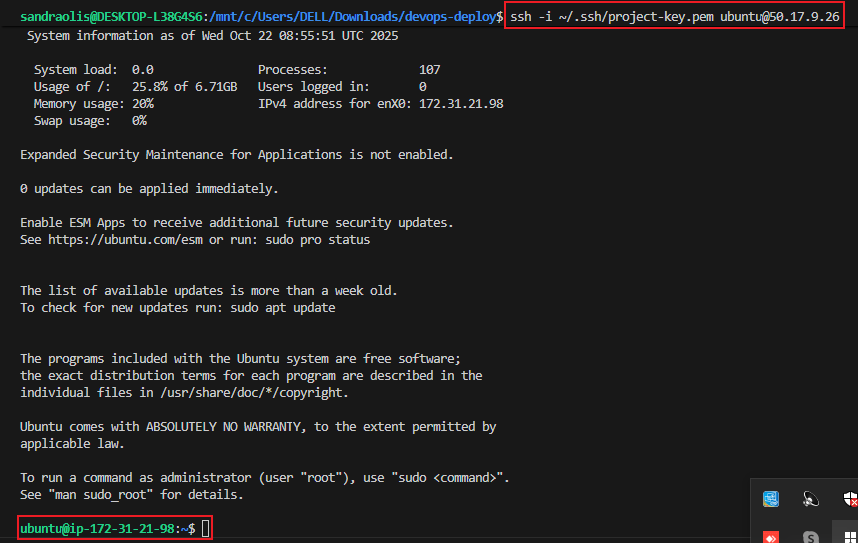 sandraolis@DESKTOP-L38G4S6:/mnt/c/Users/DELL/Downloads/devops-deploy$ ssh -i ~/.ssh/project-key.pem ubuntu@50.17.9.26
System information as of Wed Oct 22 08:55:51 UTC 2025
System load:  0.0                Processes:             107
Usage of /:   25.8% of 6.71GB   Users logged in:       0
Memory usage: 20%               IPv4 address for enX0: 172.31.21.98
Swap usage:   0%
Expanded Security Maintenance for Applications is not enabled.
0 updates can be applied immediately.
Enable ESM Apps to receive additional future security updates.
See https://ubuntu.com/esm or run: sudo pro status
The list of available updates is more than a week old.
To check for new updates run: sudo apt update
The programs included with the Ubuntu system are free software;
the exact distribution terms for each program are described in the
individual files in /usr/share/doc/*/copyright.
Ubuntu comes with ABSOLUTELY NO WARRANTY, to the extent permitted by
applicable law.
To run a command as administrator (user "root"), use "sudo <command>".
See "man sudo_root" for details.
ubuntu@ip-172-31-21-98:~$